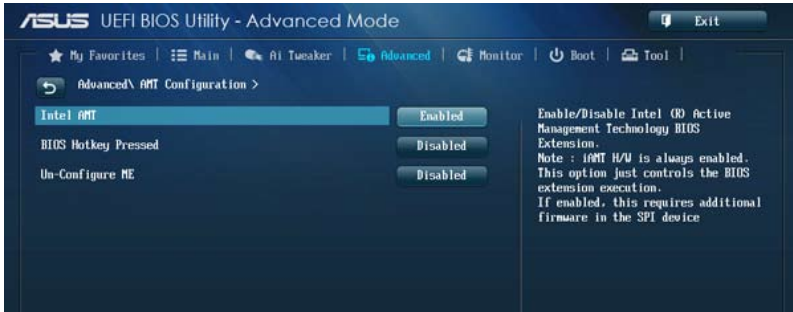 ASUS UEFI BIOS Utility - Advanced Mode
Exit
My Favorites | Main | Ai Tweaker | Advanced | Monitor | Boot | Tool |
Advanced\ AMT Configuration >
Intel AMT Enabled
BIOS Hotkey Pressed Disabled
Un-Configure ME Disabled
Enable/Disable Intel (R) Active
Management Technology BIOS
Extension.
Note : iAMT H/W is always enabled.
This option just controls the BIOS
extension execution.
If enabled, this requires additional
firmware in the SPI device